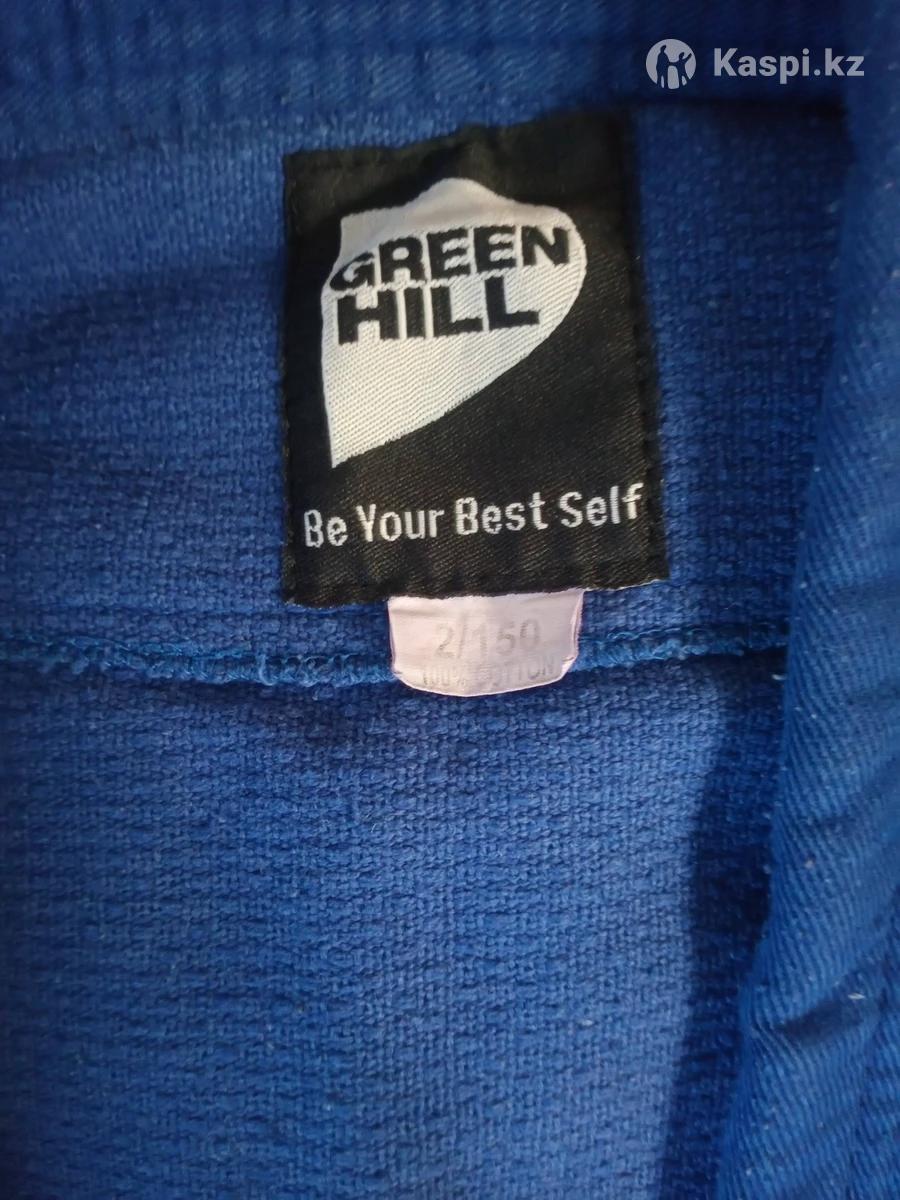 Kaspi.kz
GREEN
HILL
Be Your Best Self
2/150
100% COTTON